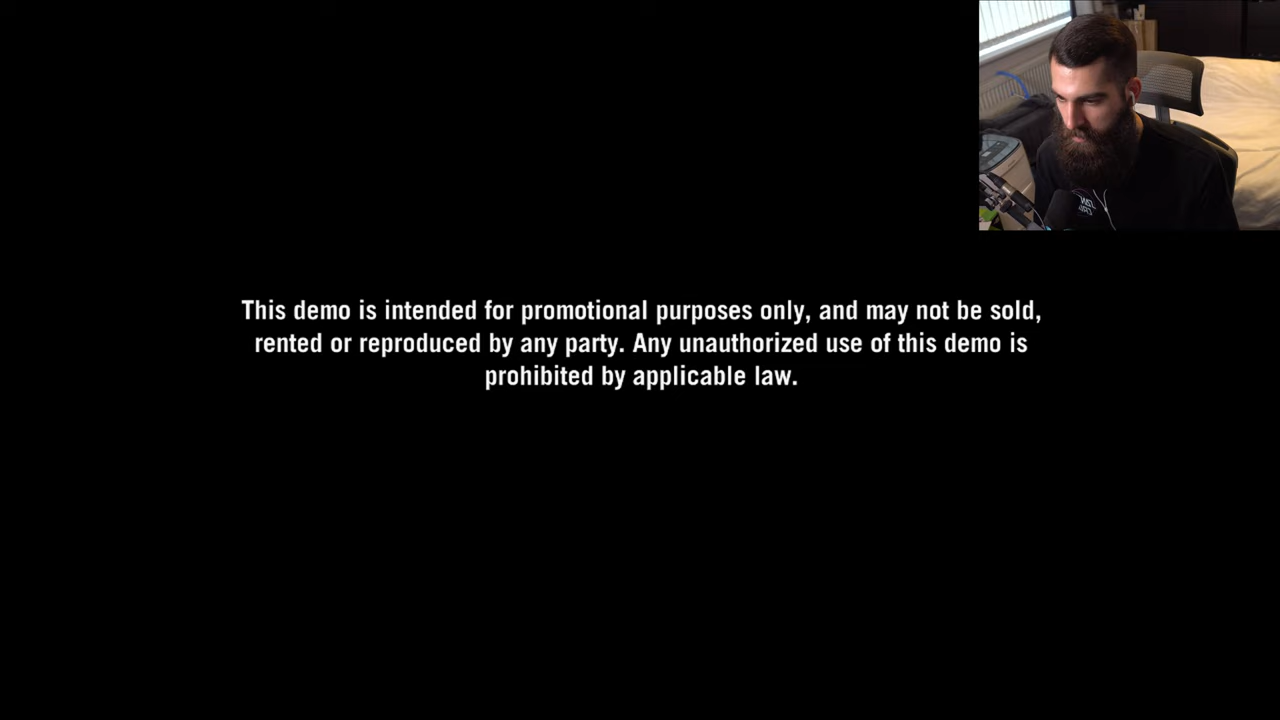 This demo is intended for promotional purposes only, and may not be sold,
rented or reproduced by any party. Any unauthorized use of this demo is
prohibited by applicable law.